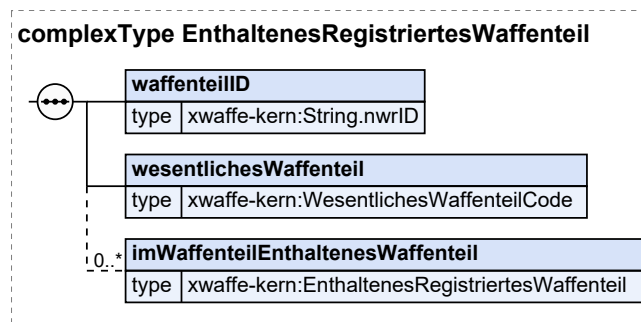 complexType EnthaltenesRegistriertesWaffenteil
waffenteilID
type xwaffe-kern:String.nwrID
wesentlichesWaffenteil
type xwaffe-kern:WesentlichesWaffenteilCode
0..*
imWaffenteilEnthaltenesWaffenteil
type xwaffe-kern:EnthaltenesRegistriertesWaffenteil